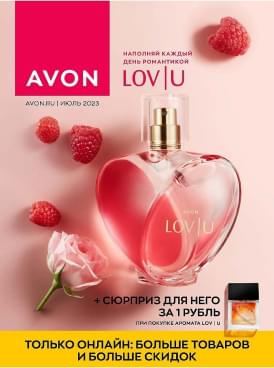 AVON
AVON.RU | ИЮЛЬ 2023
НАПОЛНЯЙ КАЖДЫЙ
ДЕНЬ РОМАНТИКОЙ
LOV|U
AVON
LOV|U
+ СЮРПРИЗ ДЛЯ НЕГО
ЗА 1 РУБЛЬ
ПРИ ПОКУПКЕ АРОМАТА LOV | U
ТОЛЬКО ОНЛАЙН: БОЛЬШЕ ТОВАРОВ
И БОЛЬШЕ СКИДОК